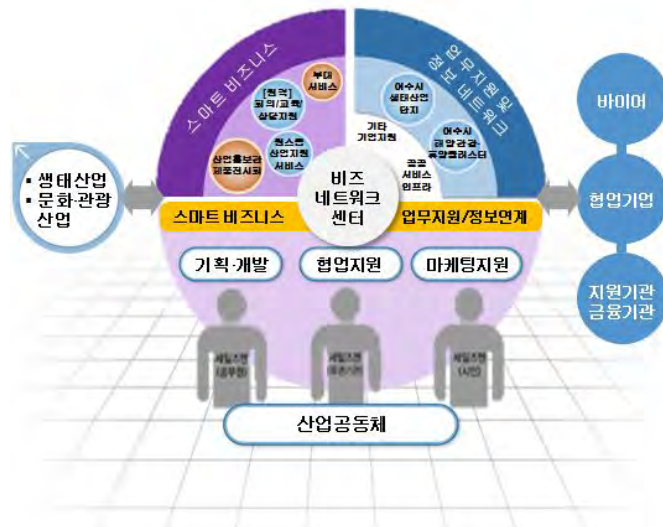 스마트 비즈니스
업무지원 및
정보 네트워크
부대
서비스
[원격]
회의/교육/
상담지원
산업홍보관
제품전시회
원스톱
산업지원
서비스
여수시
생태산업
단지
여수시
해양관광·
휴양클러스터
기타
기업지원
공공
서비스
인프라
비즈
네트워크
센터
▪ 생태산업
▪ 문화·관광
산업
스마트 비즈니스
업무지원/정보연계
기획·개발
협업지원
마케팅지원
세일즈맨
(공무원)
세일즈맨
세일즈맨
(시민)
산업공동체
바이어
협업기업
지원기관
금융기관